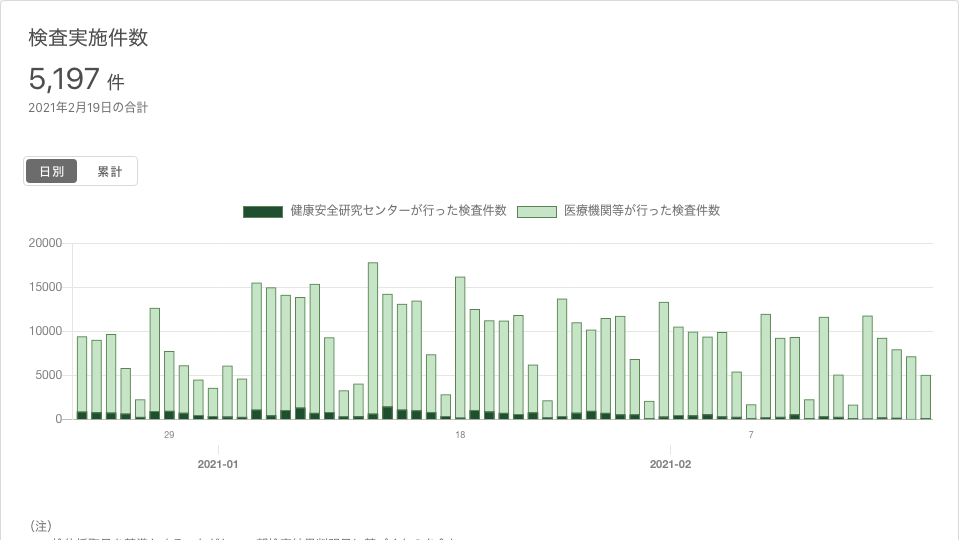 検査実施件数
5,197 件
2021年2月19日の合計
日別 累計
健康安全研究センターが行った検査件数 医療機関等が行った検査件数
20000
15000
10000
5000
0
29 18 7
2021-01 2021-02
（注）